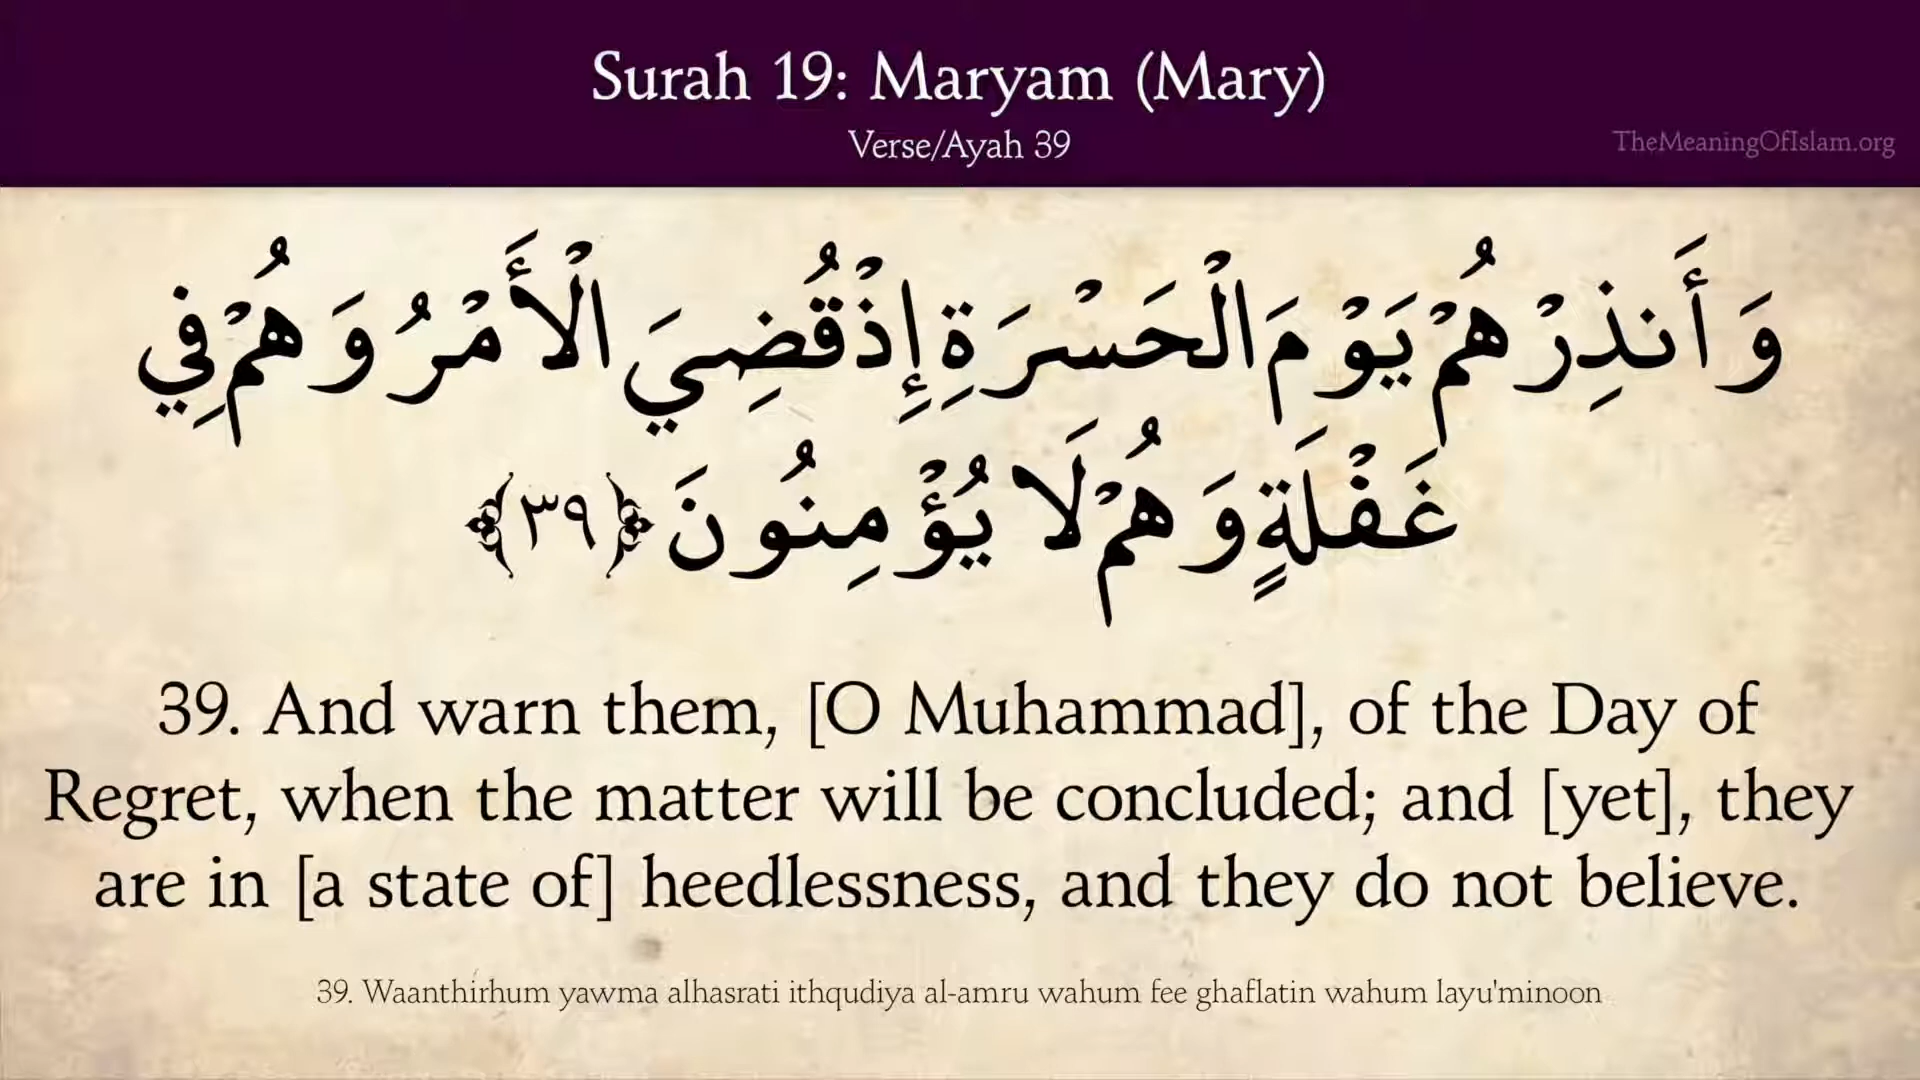 Surah 19: Maryam (Mary)
Verse/Ayah 39
TheMeaningOfIslam.org
وَأَنذِرْهُمْ يَوْمَ الْحَسْرَةِ إِذْ قُضِيَ الْأَمْرُ وَهُمْ فِي
غَفْلَةٍ وَهُمْ لَا يُؤْمِنُونَ ﴿٣٩﴾
39. And warn them, [O Muhammad], of the Day of
Regret, when the matter will be concluded; and [yet], they
are in [a state of] heedlessness, and they do not believe.
39. Waanthirhum yawma alhasrati ithqudiya al-amru wahum fee ghaflatin wahum layu'minoon